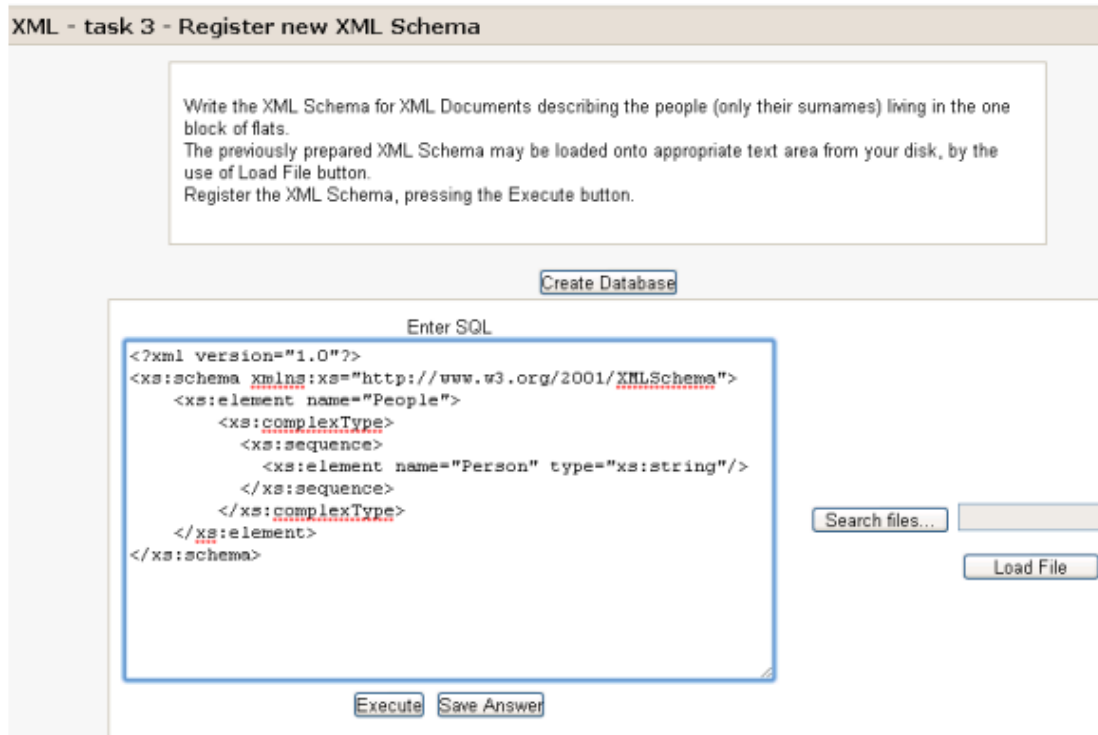 XML - task 3 - Register new XML Schema
Write the XML Schema for XML Documents describing the people (only their surnames) living in the one
block of flats.
The previously prepared XML Schema may be loaded onto appropriate text area from your disk, by the
use of Load File button.
Register the XML Schema, pressing the Execute button.
Create Database
Enter SQL
<?xml version="1.0"?>
<xs:schema xmlns:xs="http://www.w3.org/2001/XMLSchema">
<xs:element name="People">
<xs:complexType>
<xs:sequence>
<xs:element name="Person" type="xs:string"/>
</xs:sequence>
</xs:complexType>
</xs:element>
</xs:schema>
Search files...
Load File
Execute Save Answer